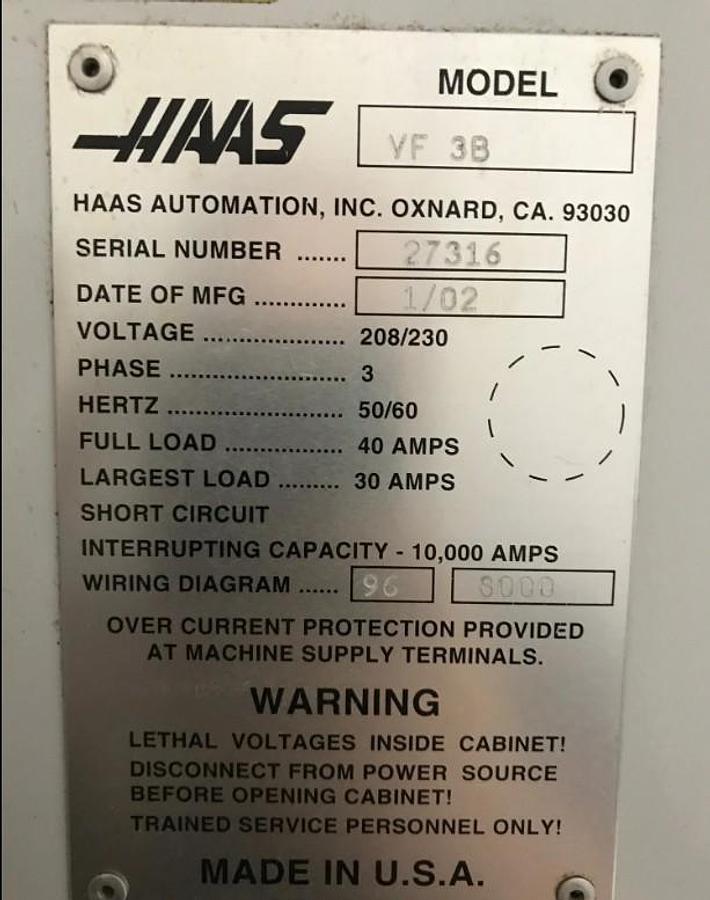 MODEL
HAAS VF 3B
HAAS AUTOMATION, INC. OXNARD, CA. 93030
SERIAL NUMBER ....... 27316
DATE OF MFG ............. 1/02
VOLTAGE .................... 208/230
PHASE ......................... 3
HERTZ ......................... 50/60
FULL LOAD ................. 40 AMPS
LARGEST LOAD ......... 30 AMPS
SHORT CIRCUIT
INTERRUPTING CAPACITY - 10,000 AMPS
WIRING DIAGRAM ...... 96 8000
OVER CURRENT PROTECTION PROVIDED
AT MACHINE SUPPLY TERMINALS.
WARNING
LETHAL VOLTAGES INSIDE CABINET!
DISCONNECT FROM POWER SOURCE
BEFORE OPENING CABINET!
TRAINED SERVICE PERSONNEL ONLY!
MADE IN U.S.A.